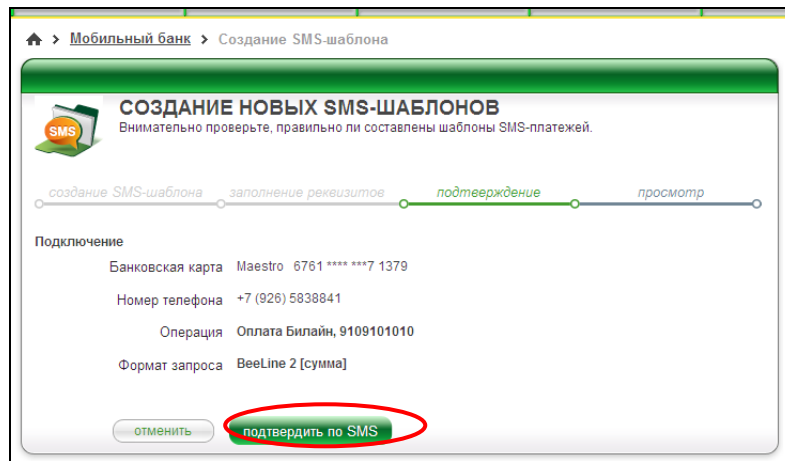 > Мобильный банк > Создание SMS-шаблона
SMS
СОЗДАНИЕ НОВЫХ SMS-ШАБЛОНОВ
Внимательно проверьте, правильно ли составлены шаблоны SMS-платежей.
создание SMS-шаблона заполнение реквизитов подтверждение просмотр
Подключение
Банковская карта Maestro 6761 **** ***7 1379
Номер телефона +7 (926) 5838841
Операция Оплата Билайн, 9109101010
Формат запроса BeeLine 2 [сумма]
отменить подтвердить по SMS